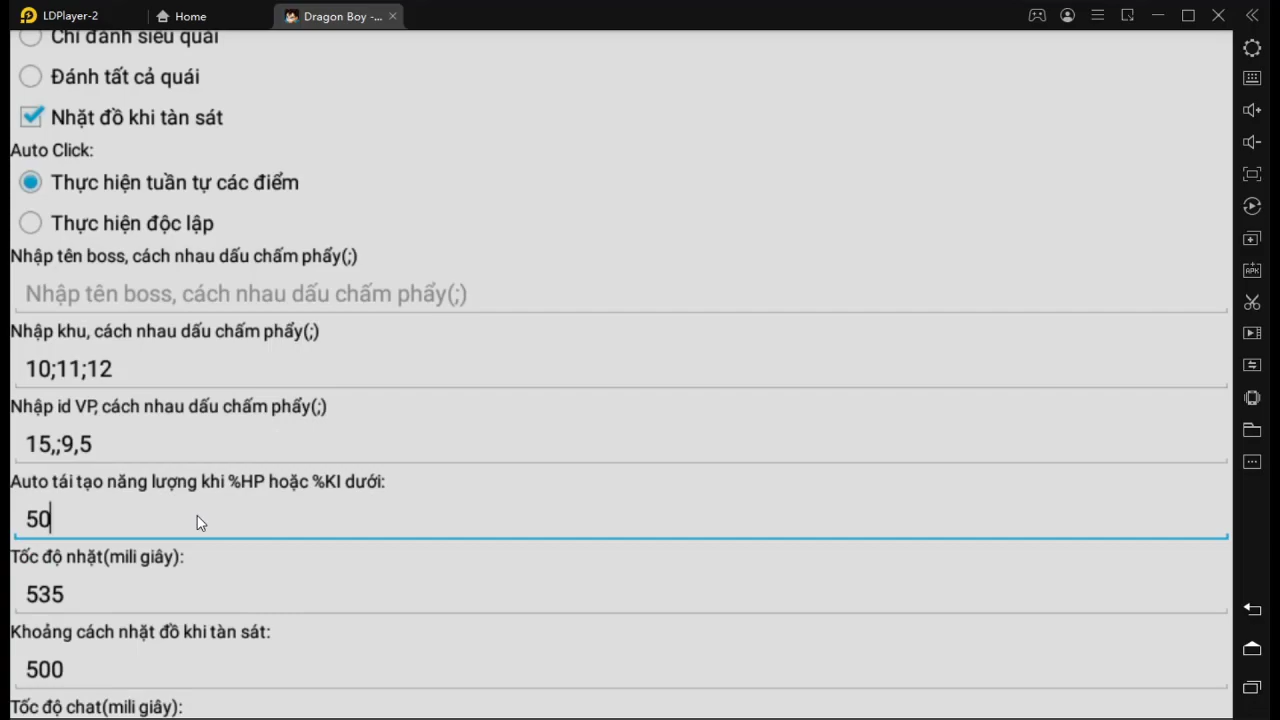 LDPlayer-2
Home
Dragon Boy -...
Chỉ đánh siêu quái
Đánh tất cả quái
Nhặt đồ khi tàn sát
Auto Click:
Thực hiện tuần tự các điểm
Thực hiện độc lập
Nhập tên boss, cách nhau dấu chấm phẩy(;)
Nhập tên boss, cách nhau dấu chấm phẩy(;)
Nhập khu, cách nhau dấu chấm phẩy(;)
10;11;12
Nhập id VP, cách nhau dấu chấm phẩy(;)
15,;9,5
Auto tái tạo năng lượng khi %HP hoặc %KI dưới:
50
Tốc độ nhặt(mili giây):
535
Khoảng cách nhặt đồ khi tàn sát:
500
Tốc độ chat(mili giây):
APK